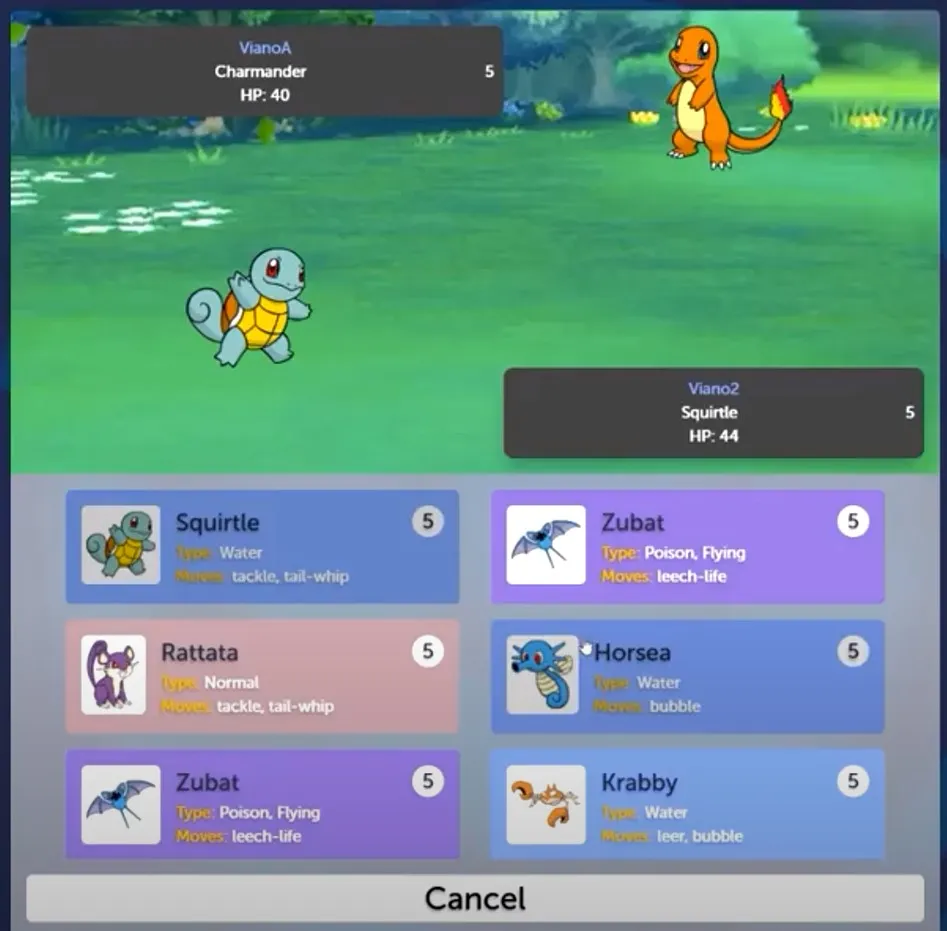 VianoA
Charmander 5
HP: 40
Viano2
Squirtle 5
HP: 44
Squirtle 5
Type: Water
Moves: tackle, tail-whip
Zubat 5
Type: Poison, Flying
Moves: leech-life
Rattata 5
Type: Normal
Moves: tackle, tail-whip
Horsea 5
Type: Water
Moves: bubble
Zubat 5
Type: Poison, Flying
Moves: leech-life
Krabby 5
Type: Water
Moves: leer, bubble
Cancel